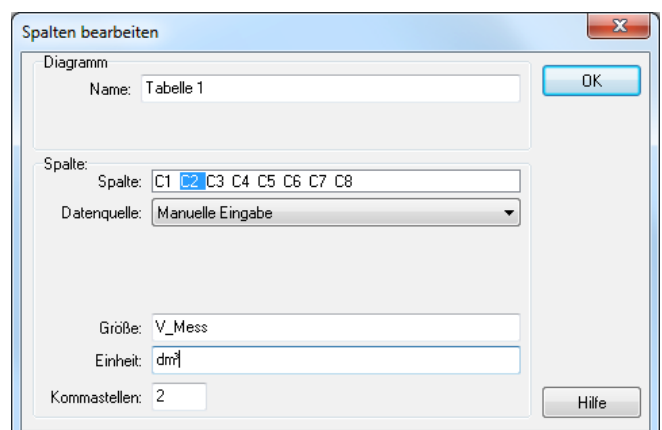 Spalten bearbeiten
Diagramm
Name: Tabelle 1
OK
Spalte:
Spalte: C1 C2 C3 C4 C5 C6 C7 C8
Datenquelle: Manuelle Eingabe
Größe: V_Mess
Einheit: dm³
Kommastellen: 2
Hilfe